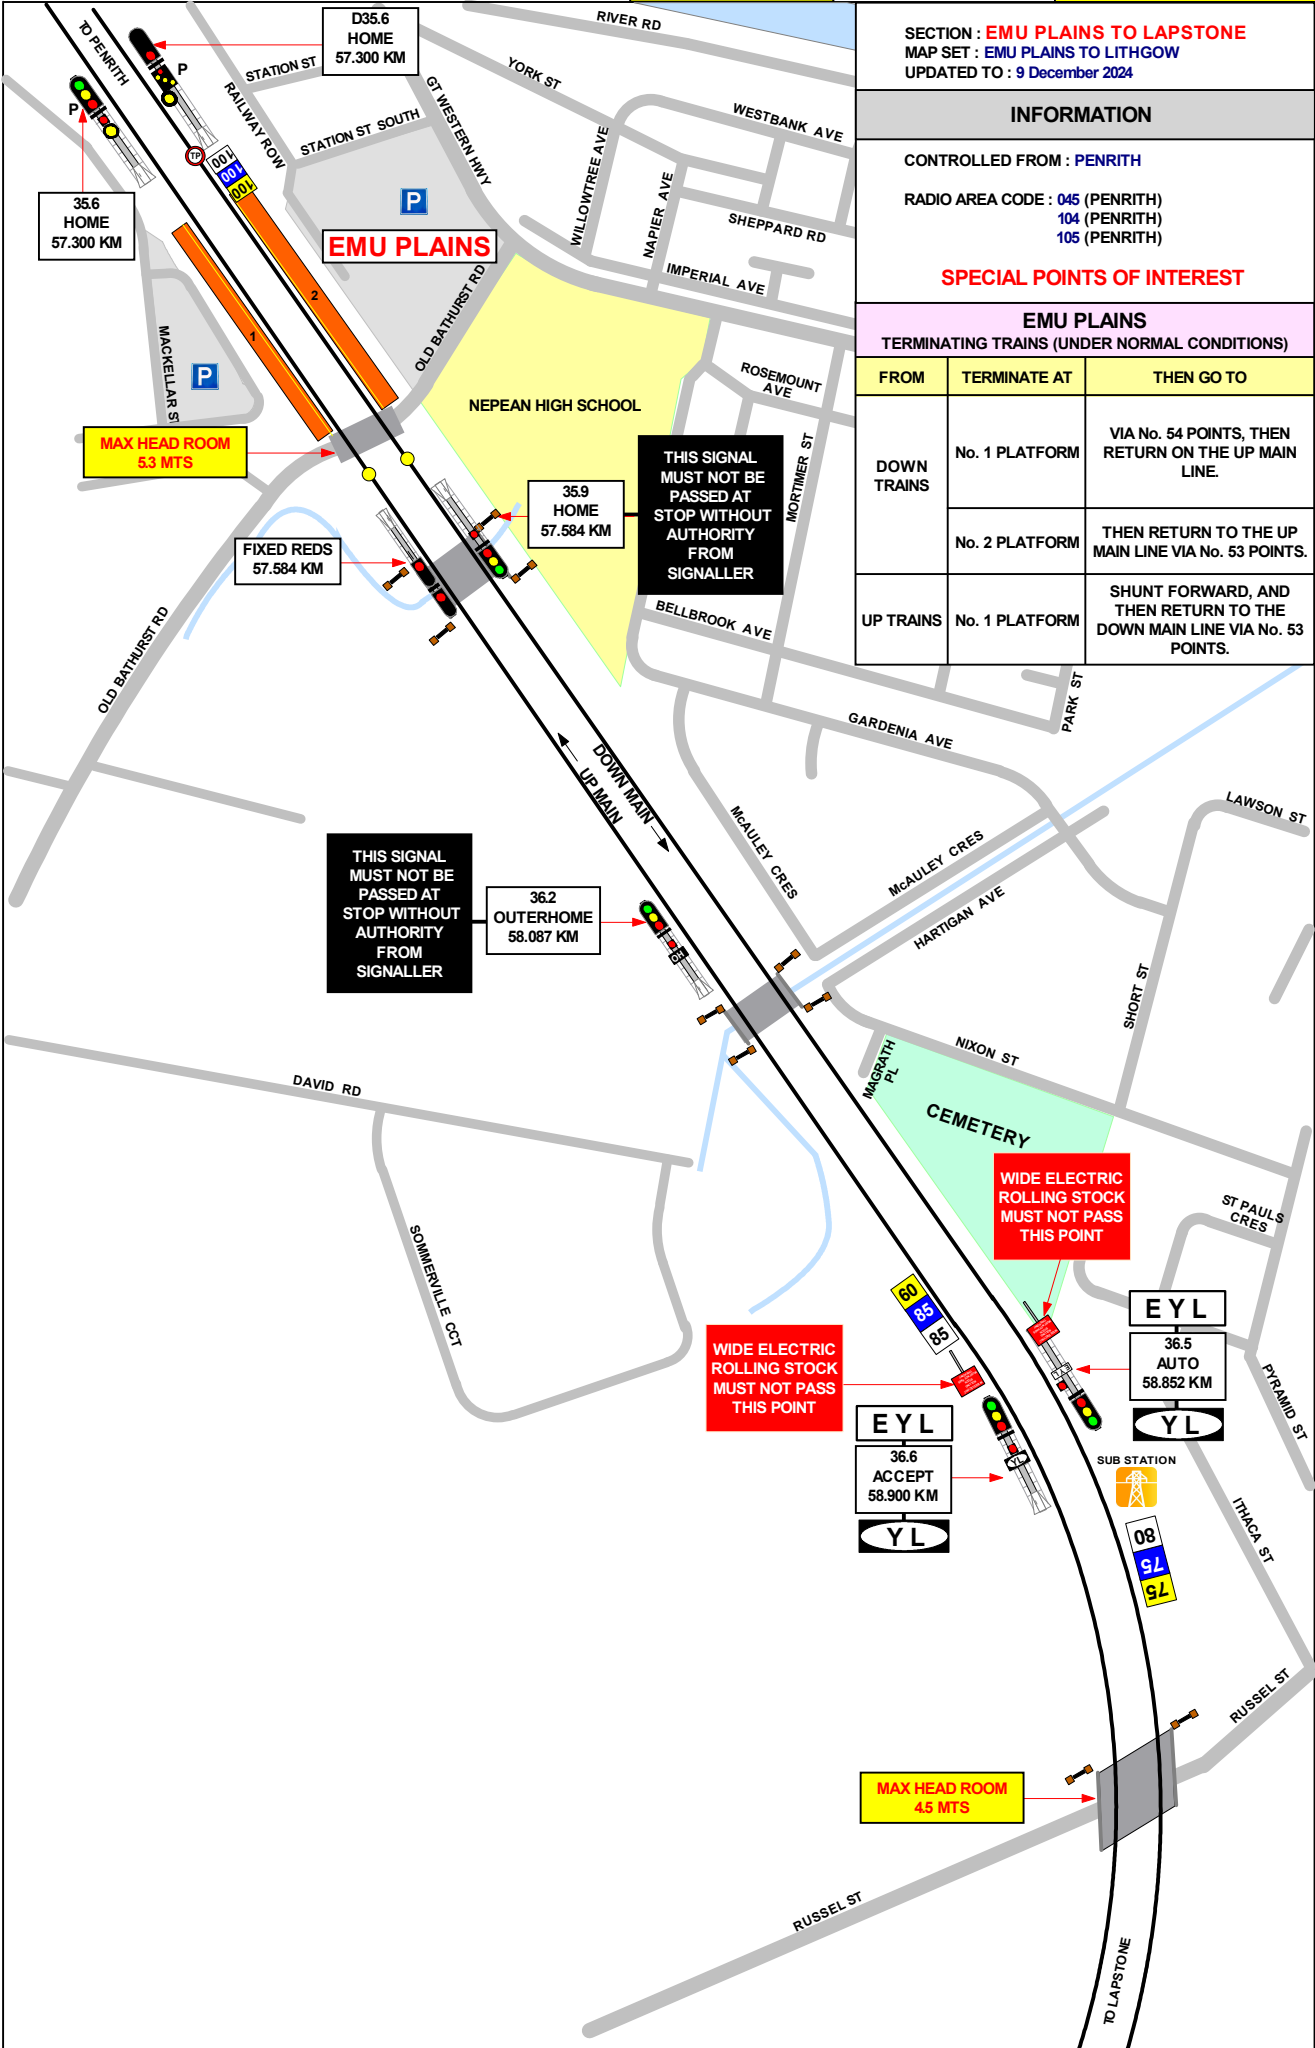 SECTION : EMU PLAINS TO LAPSTONE
MAP SET : EMU PLAINS TO LITHGOW
UPDATED TO : 9 December 2024
INFORMATION
CONTROLLED FROM : PENRITH
RADIO AREA CODE : 045 (PENRITH)
104 (PENRITH)
105 (PENRITH)
SPECIAL POINTS OF INTEREST
EMU PLAINS
TERMINATING TRAINS (UNDER NORMAL CONDITIONS)
FROM
TERMINATE AT
THEN GO TO
DOWN
TRAINS
No. 1 PLATFORM
VIA No. 54 POINTS, THEN
RETURN ON THE UP MAIN
LINE.
No. 2 PLATFORM
THEN RETURN TO THE UP
MAIN LINE VIA No. 53 POINTS.
UP TRAINS
No. 1 PLATFORM
SHUNT FORWARD, AND
THEN RETURN TO THE
DOWN MAIN LINE VIA No. 53
POINTS.
TO PENRITH
D35.6
HOME
57.300 KM
P
P
35.6
HOME
57.300 KM
TP
100
100
100
STATION ST
RAILWAY ROW
STATION ST SOUTH
GT WESTERN HWY
RIVER RD
YORK ST
WESTBANK AVE
WILLOWTREE AVE
NAPIER AVE
SHEPPARD RD
IMPERIAL AVE
P
EMU PLAINS
2
1
MACKELLAR ST
P
OLD BATHURST RD
ROSEMOUNT
AVE
MORTIMER ST
NEPEAN HIGH SCHOOL
MAX HEAD ROOM
5.3 MTS
THIS SIGNAL
MUST NOT BE
PASSED AT
STOP WITHOUT
AUTHORITY
FROM
SIGNALLER
35.9
HOME
57.584 KM
FIXED REDS
57.584 KM
BELLBROOK AVE
OLD BATHURST RD
PARK ST
GARDENIA AVE
DOWN MAIN
UP MAIN
McAULEY CRES
McAULEY CRES
HARTIGAN AVE
LAWSON ST
THIS SIGNAL
MUST NOT BE
PASSED AT
STOP WITHOUT
AUTHORITY
FROM
SIGNALLER
36.2
OUTERHOME
58.087 KM
OH
SHORT ST
NIXON ST
MAGRATH
PL
CEMETERY
DAVID RD
SOMMERVILLE CCT
WIDE ELECTRIC
ROLLING STOCK
MUST NOT PASS
THIS POINT
ST PAULS
CRES
60
85
85
WIDE ELECTRIC
ROLLING STOCK
MUST NOT PASS
THIS POINT
E Y L
36.5
AUTO
58.852 KM
Y L
E Y L
36.6
ACCEPT
58.900 KM
Y L
YL
PYRAMID ST
SUB STATION
80
75
75
ITHACA ST
RUSSEL ST
MAX HEAD ROOM
4.5 MTS
RUSSEL ST
TO LAPSTONE